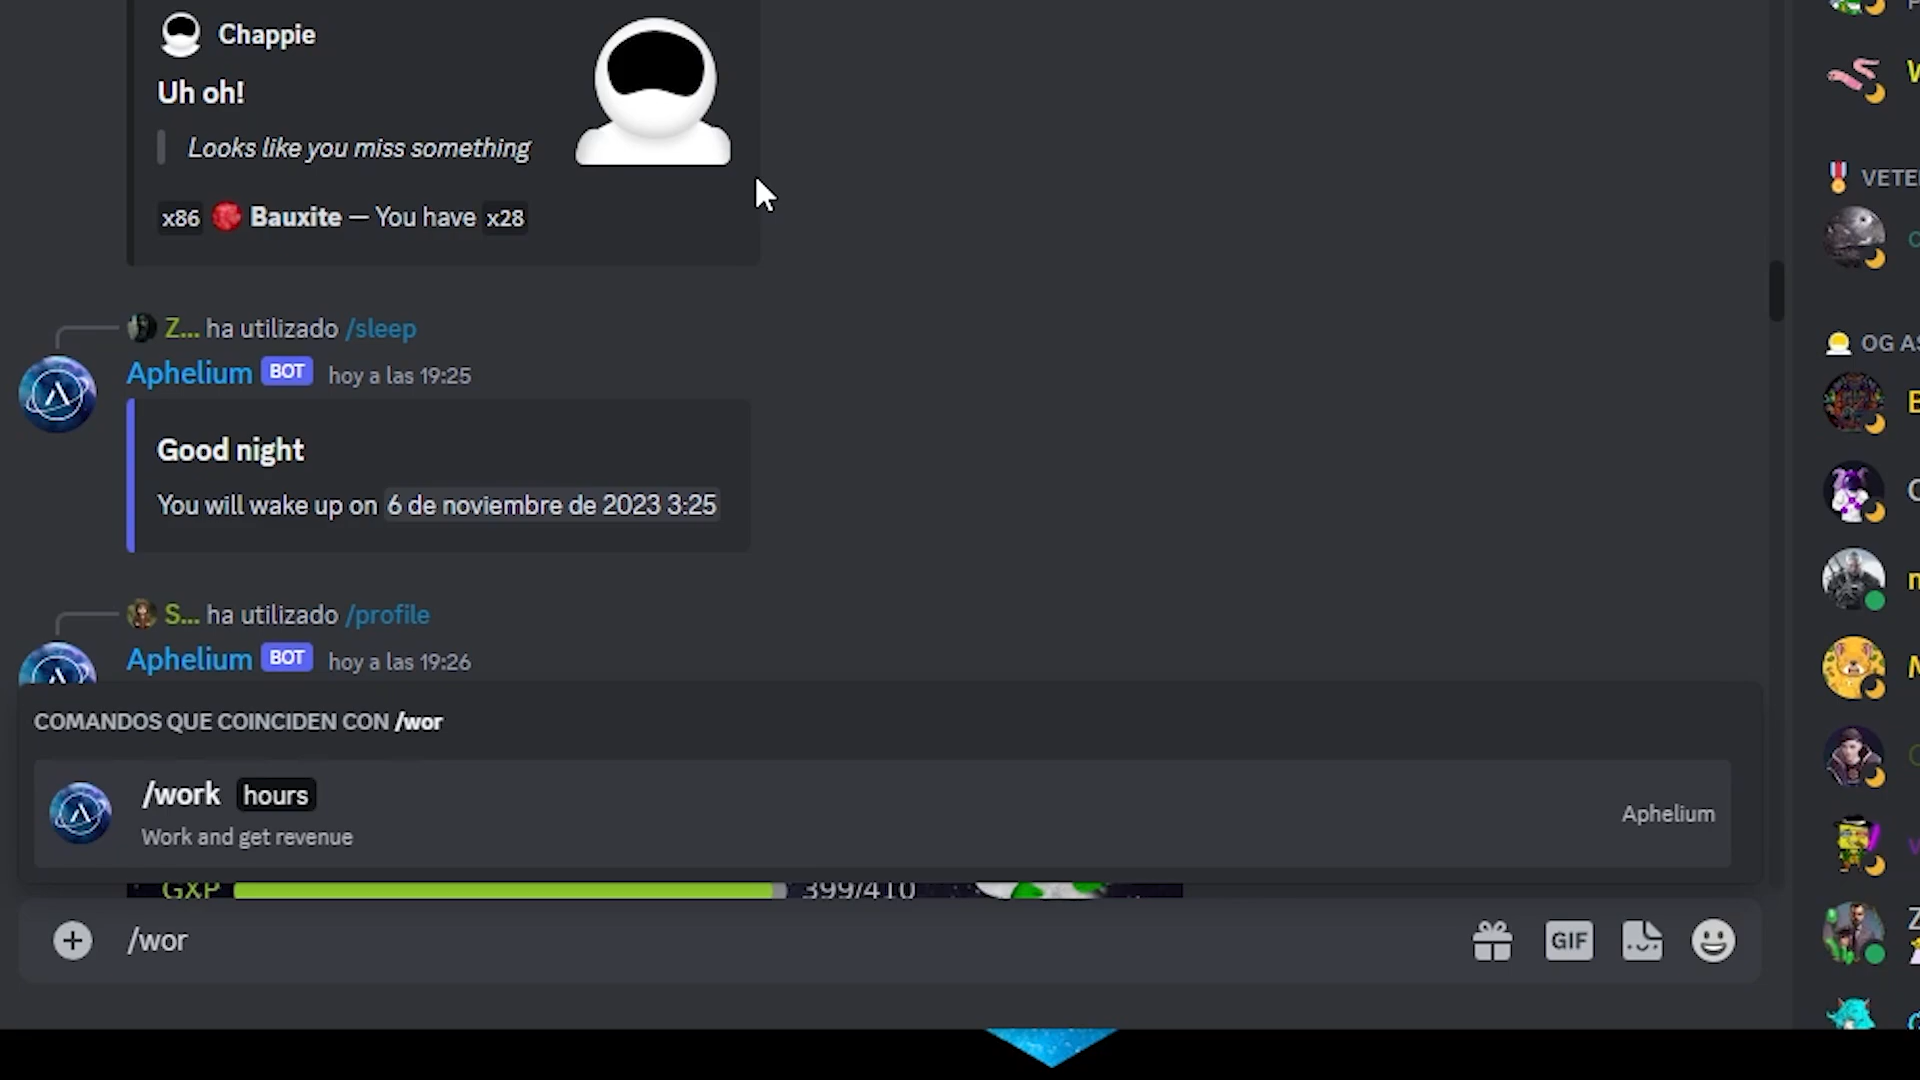 Chappie
Uh oh!
Looks like you miss something
x86 Bauxite — You have x28
Z... ha utilizado /sleep
Aphelium BOT hoy a las 19:25
Good night
You will wake up on 6 de noviembre de 2023 3:25
S... ha utilizado /profile
Aphelium BOT hoy a las 19:26
COMANDOS QUE COINCIDEN CON /wor
/work hours
Work and get revenue
Aphelium
GXP 399/410
/wor
GIF
VETE
OG AS